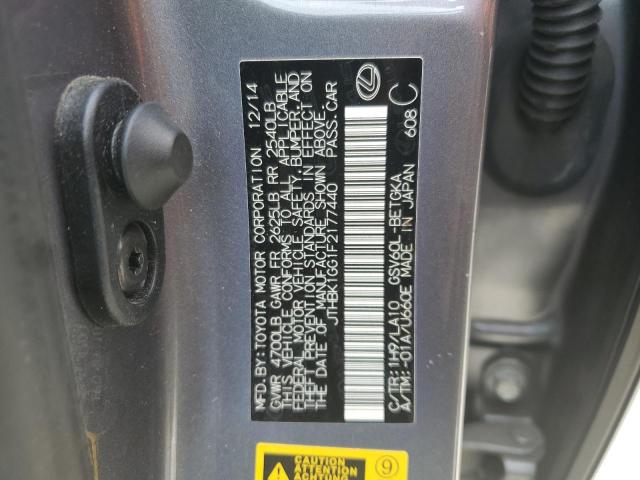 MFD. BY: TOYOTA MOTOR CORPORATION 12/14
GVWR 4700LB GAWR FR 2625LB RR 2540LB
THIS VEHICLE CONFORMS TO ALL APPLICABLE
FEDERAL MOTOR VEHICLE SAFETY, BUMPER, AND
THEFT PREVENTION STANDARDS IN EFFECT ON
THE DATE OF MANUFACTURE SHOWN ABOVE.
JTHBK1GG1F2177440 PASS. CAR
C/TR: 1H9/LA10 GSV60L-BETGKA
A/TM: -01A/U660E MADE IN JAPAN 608
C
CAUTION
ATTENTION
ACHTUNG
9